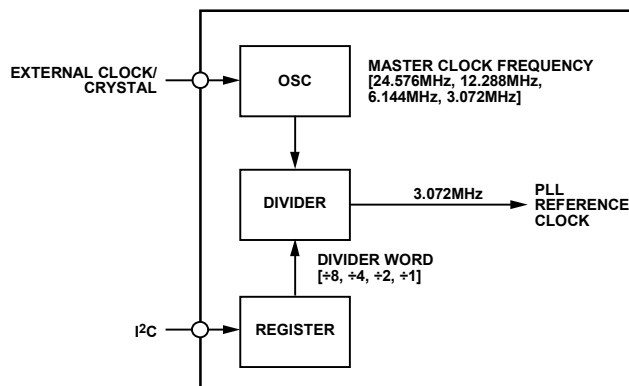 EXTERNAL CLOCK/
CRYSTAL
OSC
MASTER CLOCK FREQUENCY
[24.576MHz, 12.288MHz,
6.144MHz, 3.072MHz]
DIVIDER
3.072MHz
PLL
REFERENCE
CLOCK
DIVIDER WORD
[÷8, ÷4, ÷2, ÷1]
I²C
REGISTER